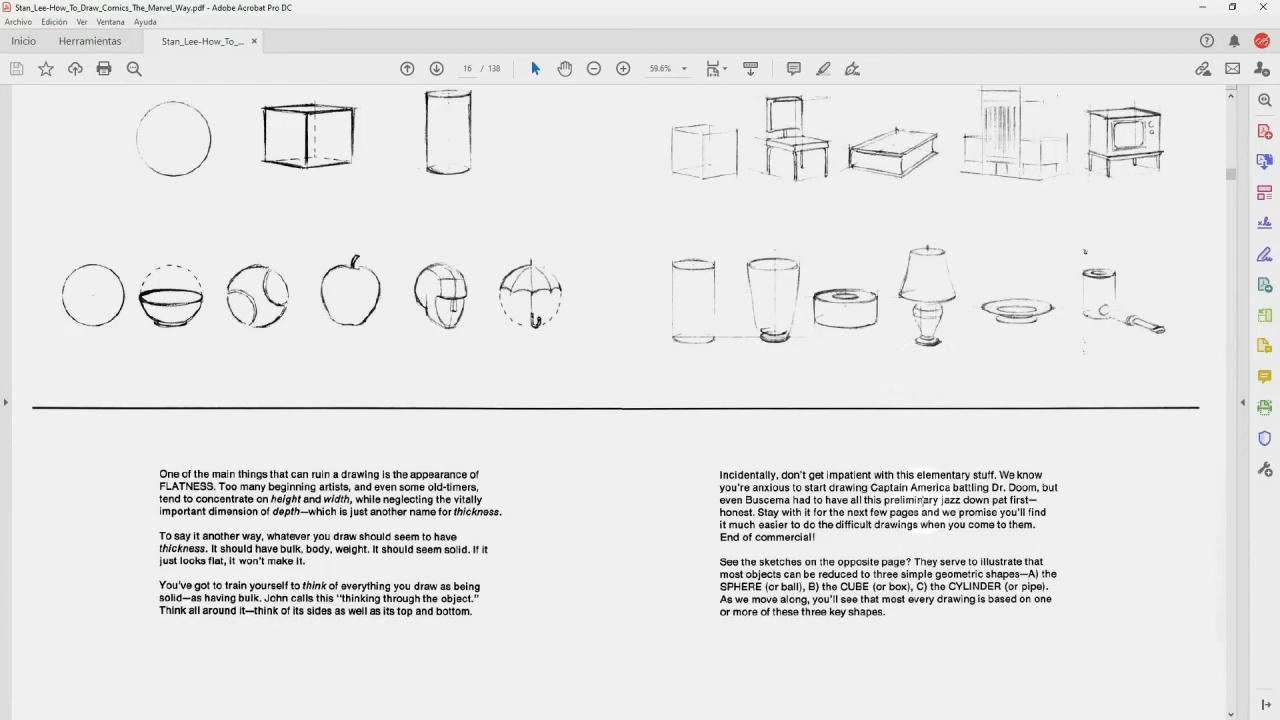 Stan_Lee-How_To_Draw_Comics_The_Marvel_Way.pdf - Adobe Acrobat Pro DC
Archivo Edición Ver Ventana Ayuda
Inicio Herramientas Stan_Lee-How_To_... ×
16 / 138 59.6%
One of the main things that can ruin a drawing is the appearance of
FLATNESS. Too many beginning artists, and even some old-timers,
tend to concentrate on height and width, while neglecting the vitally
important dimension of depth—which is just another name for thickness.
To say it another way, whatever you draw should seem to have
thickness. It should have bulk, body, weight. It should seem solid. If it
just looks flat, it won't make it.
You've got to train yourself to think of everything you draw as being
solid—as having bulk. John calls this "thinking through the object."
Think all around it—think of its sides as well as its top and bottom.
Incidentally, don't get impatient with this elementary stuff. We know
you're anxious to start drawing Captain America battling Dr. Doom, but
even Buscema had to have all this preliminary jazz down pat first—
honest. Stay with it for the next few pages and we promise you'll find
it much easier to do the difficult drawings when you come to them.
End of commercial!
See the sketches on the opposite page? They serve to illustrate that
most objects can be reduced to three simple geometric shapes—A) the
SPHERE (or ball), B) the CUBE (or box), C) the CYLINDER (or pipe).
As we move along, you'll see that most every drawing is based on one
or more of these three key shapes.